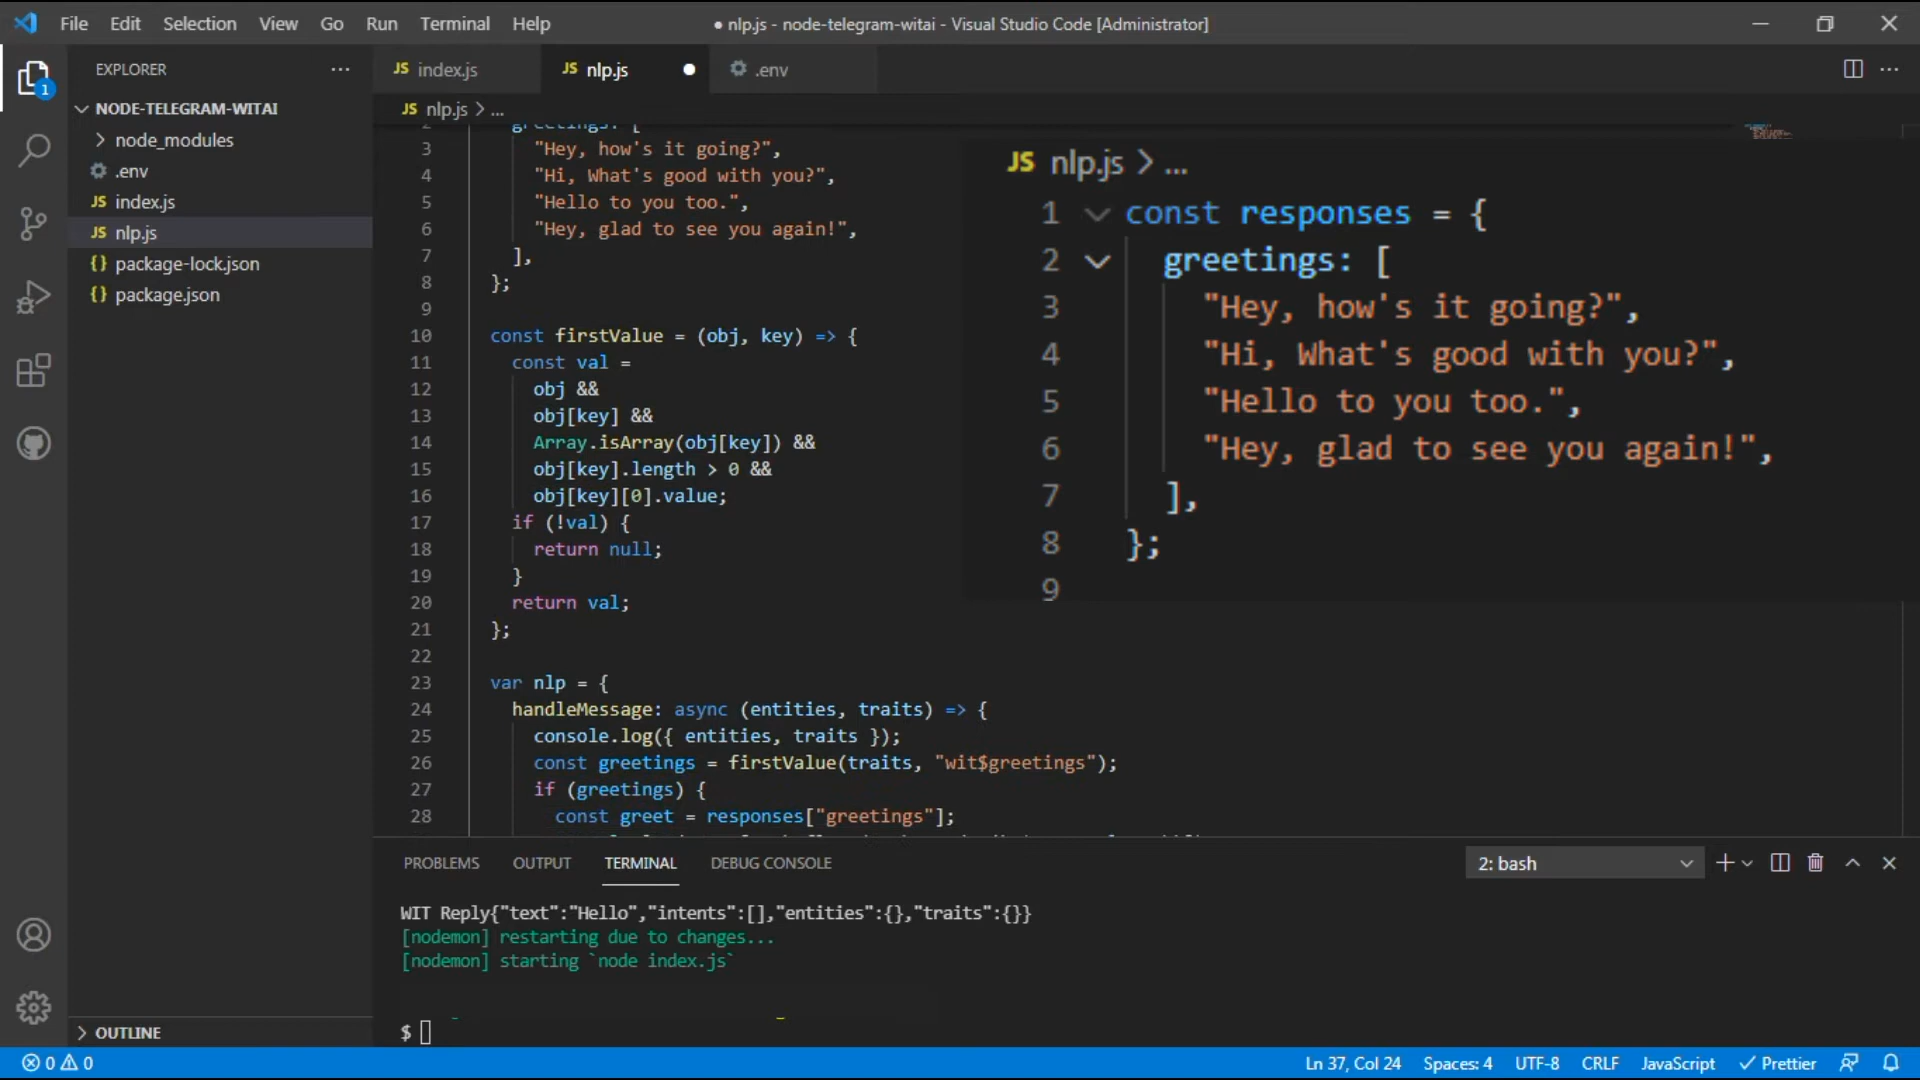 File Edit Selection View Go Run Terminal Help
● nlp.js - node-telegram-witai - Visual Studio Code [Administrator]
EXPLORER
NODE-TELEGRAM-WITAI
node_modules
.env
JS index.js
JS nlp.js
{} package-lock.json
{} package.json
OUTLINE
1
JS index.js
JS nlp.js
.env
JS nlp.js > ...
2 greetings: [
3 "Hey, how's it going?",
4 "Hi, What's good with you?",
5 "Hello to you too.",
6 "Hey, glad to see you again!",
7 ],
8 };
9
10 const firstValue = (obj, key) => {
11 const val =
12 obj &&
13 obj[key] &&
14 Array.isArray(obj[key]) &&
15 obj[key].length > 0 &&
16 obj[key][0].value;
17 if (!val) {
18 return null;
19 }
20 return val;
21 };
22
23 var nlp = {
24 handleMessage: async (entities, traits) => {
25 console.log({ entities, traits });
26 const greetings = firstValue(traits, "wit$greetings");
27 if (greetings) {
28 const greet = responses["greetings"];
JS nlp.js > ...
1 const responses = {
2 greetings: [
3 "Hey, how's it going?",
4 "Hi, What's good with you?",
5 "Hello to you too.",
6 "Hey, glad to see you again!",
7 ],
8 };
9
PROBLEMS OUTPUT TERMINAL DEBUG CONSOLE
2: bash
WIT Reply{"text":"Hello","intents":[],"entities":{},"traits":{}}
[nodemon] restarting due to changes...
[nodemon] starting `node index.js`
$
0 0
Ln 37, Col 24 Spaces: 4 UTF-8 CRLF JavaScript Prettier